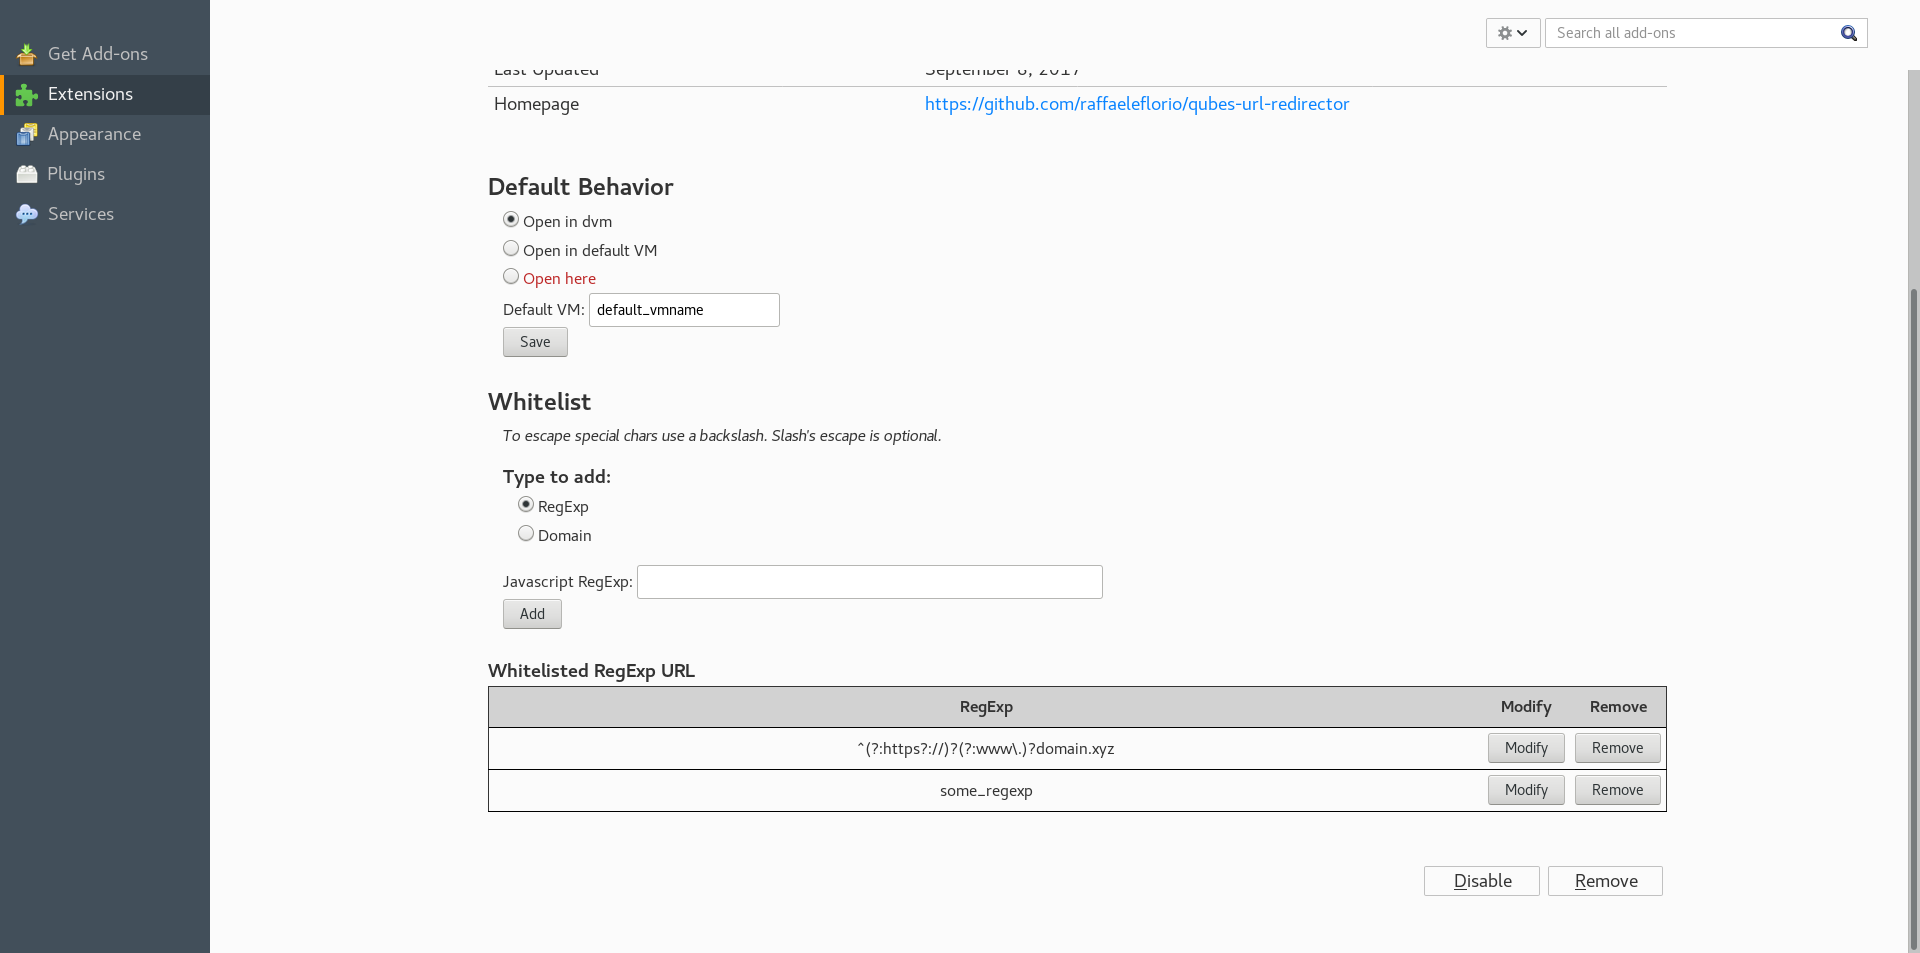 Get Add-ons
Extensions
Appearance
Plugins
Services
Search all add-ons
Last Updated September 8, 2017
Homepage https://github.com/raffaeleflorio/qubes-url-redirector
Default Behavior
Open in dvm
Open in default VM
Open here
Default VM: default_vmname
Save
Whitelist
To escape special chars use a backslash. Slash's escape is optional.
Type to add:
RegExp
Domain
Javascript RegExp:
Add
Whitelisted RegExp URL
RegExp Modify Remove
^(?:https?://)?(?:www\.)?domain.xyz Modify Remove
some_regexp Modify Remove
Disable Remove